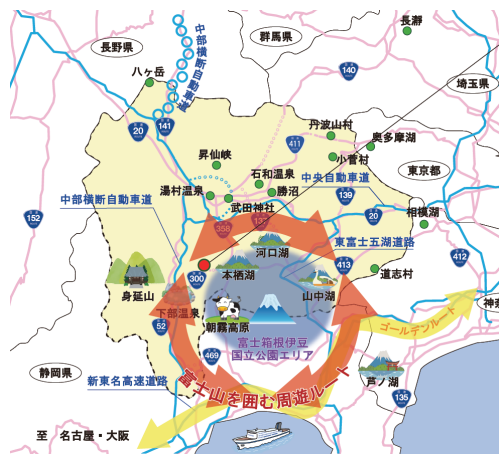 長瀞
群馬県
長野県
中部横断自動車道
八ヶ岳
140
埼玉県
20
141
丹波山村
411
奥多摩湖
昇仙峡
小菅村
石和温泉
中央自動車道
東京都
湯村温泉
勝沼
139
中部横断自動車道
武田神社
20
相模湖
152
358
137
東富士五湖道路
412
河口湖
413
本栖湖
道志村
300
山中湖
身延山
下部温泉
朝霧高原
神奈
52
富士箱根伊豆
国立公園エリア
ゴールデンルート
469
芦ノ湖
静岡県
新東名高速道路
富士山を囲む周遊ルート
135
至 名古屋・大阪